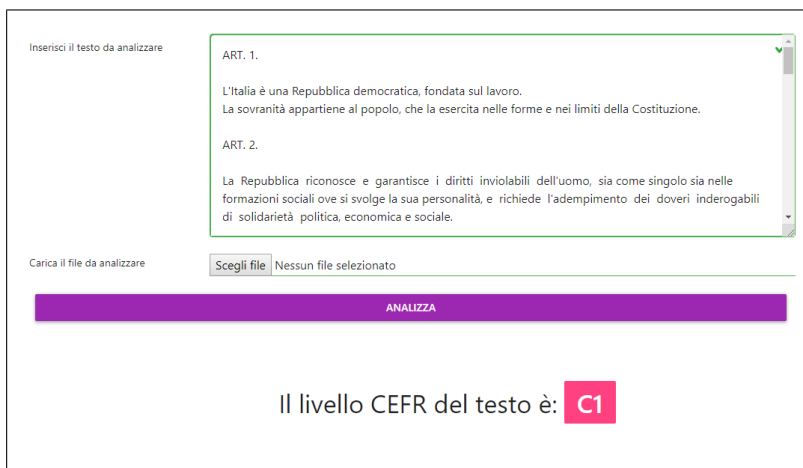 Inserisci il testo da analizzare
ART. 1.
L'Italia è una Repubblica democratica, fondata sul lavoro.
La sovranità appartiene al popolo, che la esercita nelle forme e nei limiti della Costituzione.
ART. 2.
La Repubblica riconosce e garantisce i diritti inviolabili dell'uomo, sia come singolo sia nelle
formazioni sociali ove si svolge la sua personalità, e richiede l'adempimento dei doveri inderogabili
di solidarietà politica, economica e sociale.
Carica il file da analizzare
Scegli file Nessun file selezionato
ANALIZZA
Il livello CEFR del testo è: C1